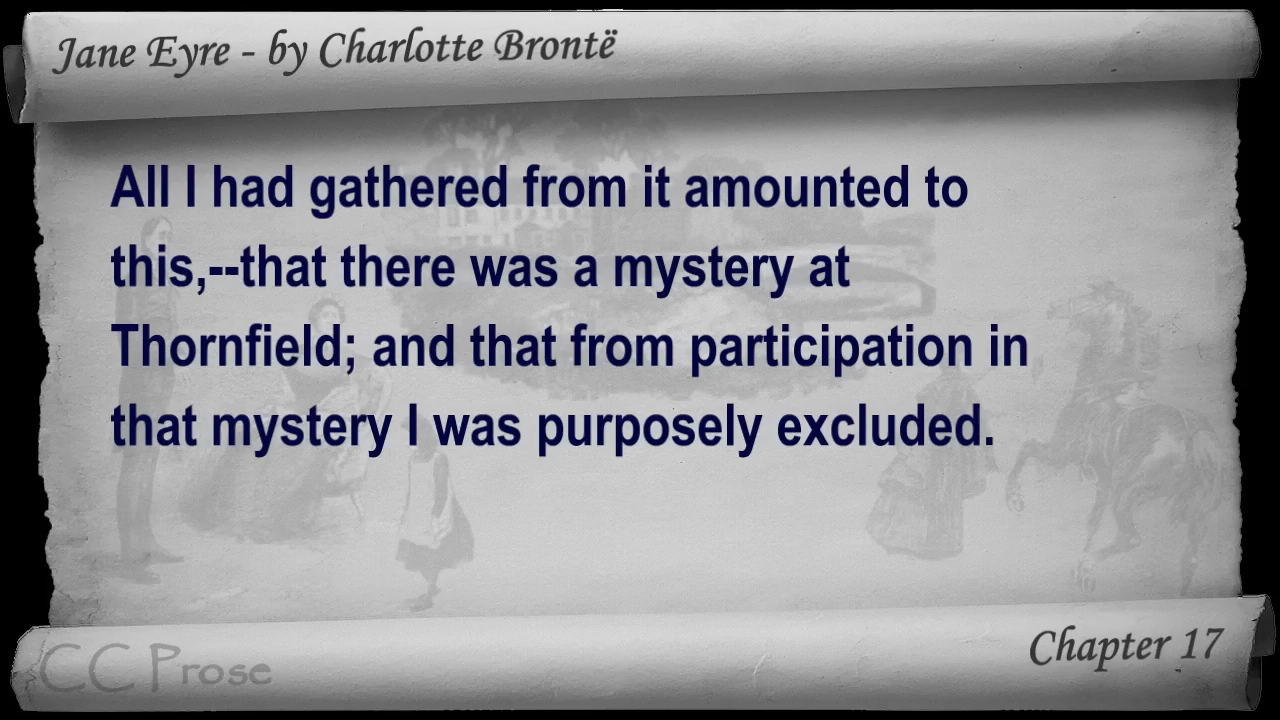 Jane Eyre - by Charlotte Brontë
All I had gathered from it amounted to
this,--that there was a mystery at
Thornfield; and that from participation in
that mystery I was purposely excluded.
Chapter 17
CC Prose